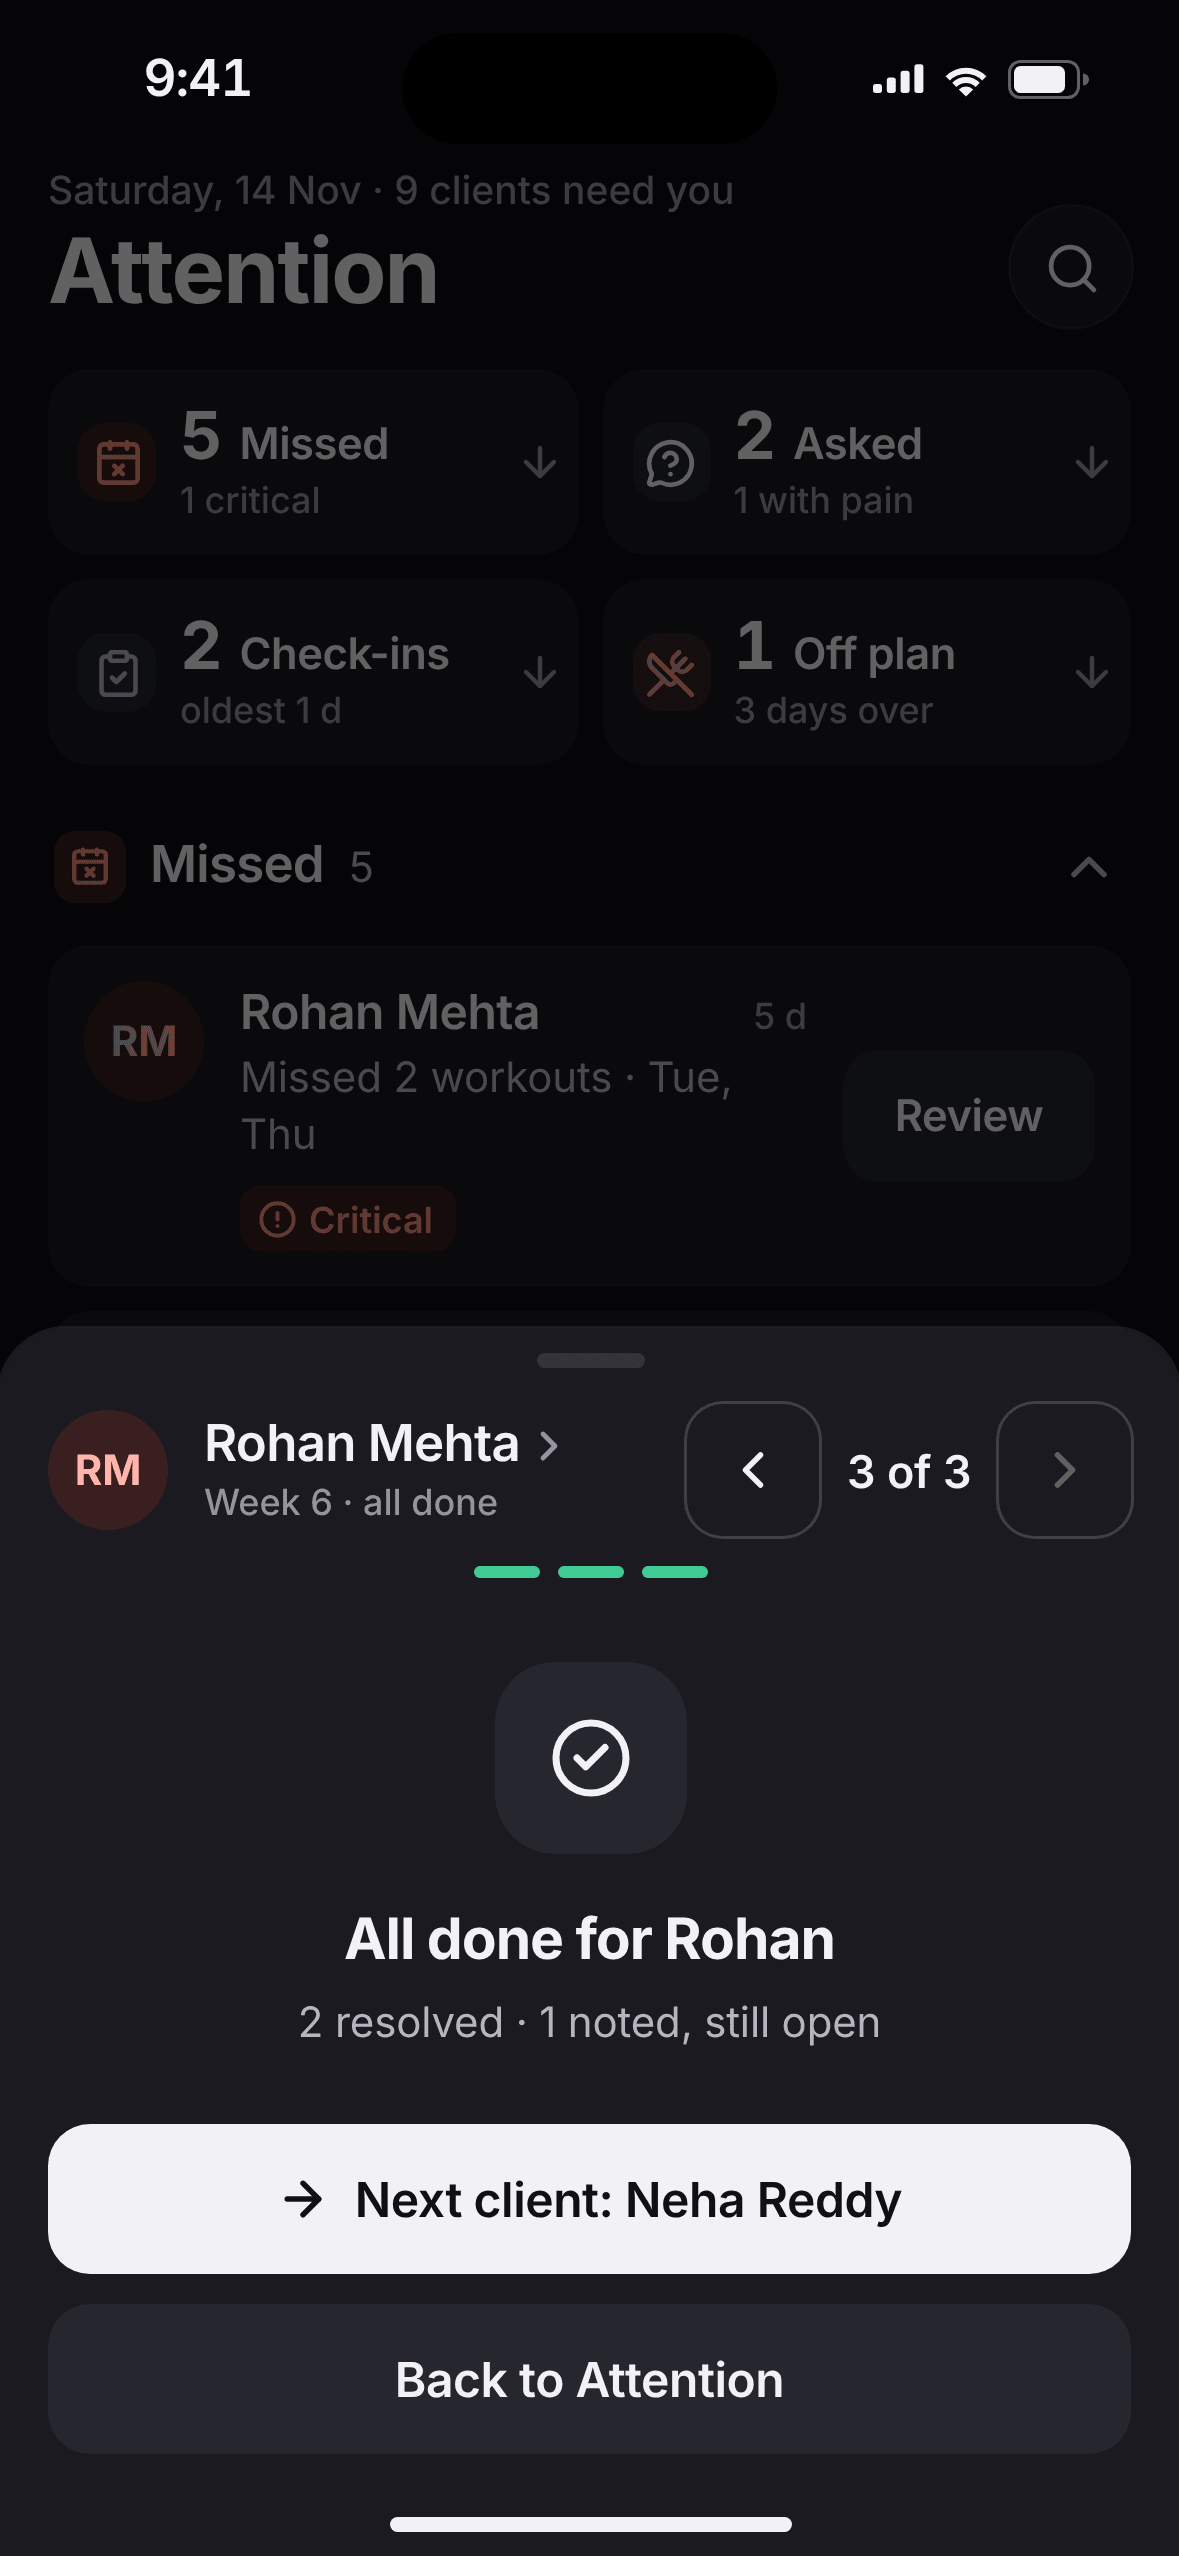 9:41
Saturday, 14 Nov · 9 clients need you
Attention
5 Missed
1 critical
2 Asked
1 with pain
2 Check-ins
oldest 1 d
1 Off plan
3 days over
Missed 5
RM
Rohan Mehta
5 d
Missed 2 workouts · Tue,
Thu
Review
Critical
RM
Rohan Mehta
Week 6 · all done
3 of 3
All done for Rohan
2 resolved · 1 noted, still open
Next client: Neha Reddy
Back to Attention